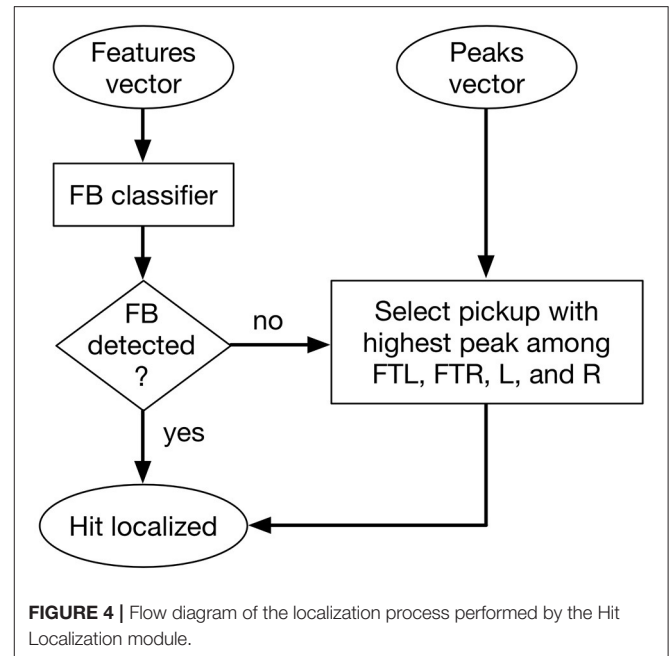 Features
vector
Peaks
vector
FB classifier
FB
detected
?
no
Select pickup with
highest peak among
FTL, FTR, L, and R
yes
Hit localized
FIGURE 4 | Flow diagram of the localization process performed by the Hit
Localization module.